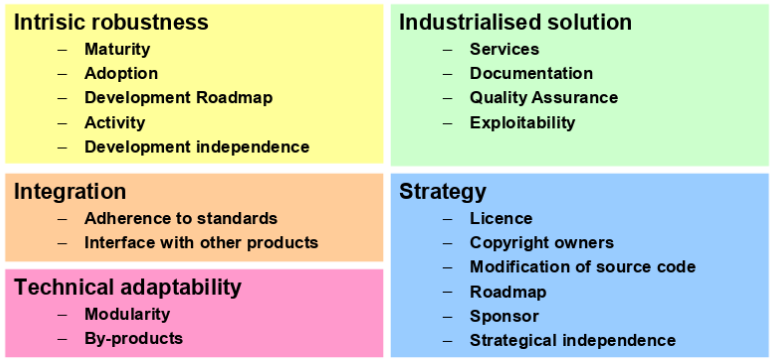 Intrisic robustness
– Maturity
– Adoption
– Development Roadmap
– Activity
– Development independence
Industrialised solution
– Services
– Documentation
– Quality Assurance
– Exploitability
Integration
– Adherence to standards
– Interface with other products
Strategy
– Licence
– Copyright owners
– Modification of source code
– Roadmap
– Sponsor
– Strategical independence
Technical adaptability
– Modularity
– By-products